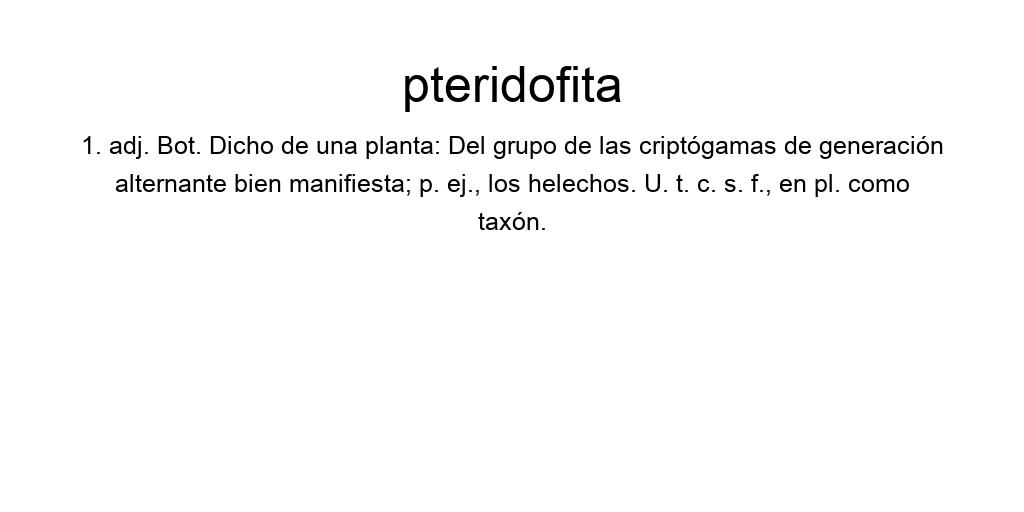 pteridofita
1. adj. Bot. Dicho de una planta: Del grupo de las criptógamas de generación
alternante bien manifiesta; p. ej., los helechos. U. t. c. s. f., en pl. como
taxón.